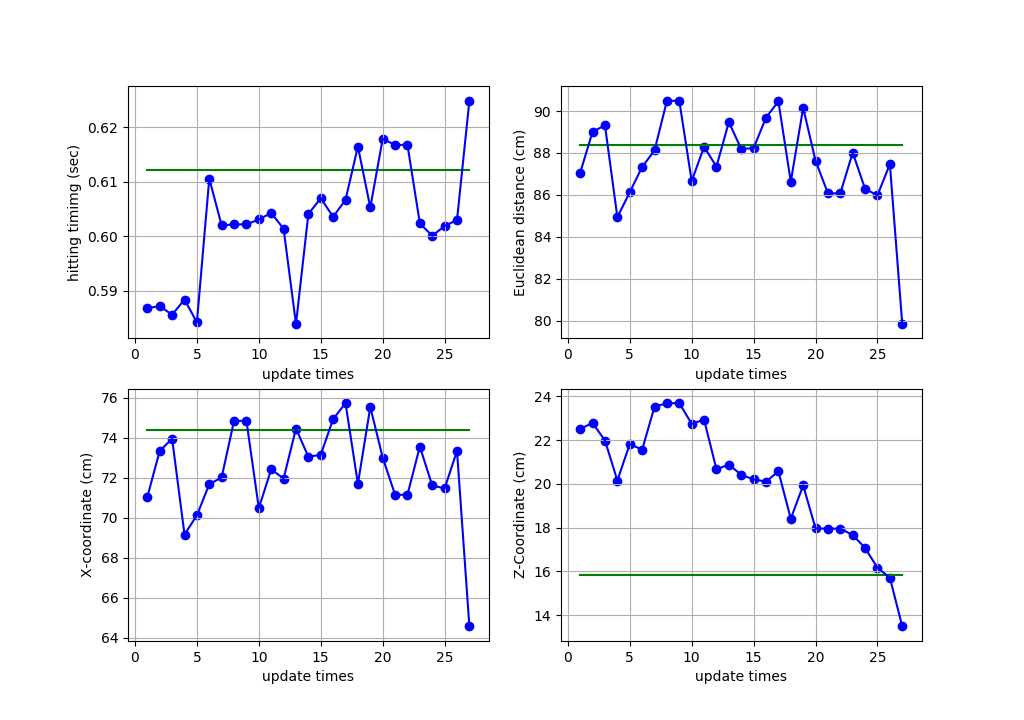 0.62
0.61
0.60
0.59
hitting timimg (sec)
0 5 10 15 20 25
update times
90
88
86
84
82
80
Euclidean distance (cm)
0 5 10 15 20 25
update times
76
74
72
70
68
66
64
X-coordinate (cm)
0 5 10 15 20 25
update times
24
22
20
18
16
14
Z-Coordinate (cm)
0 5 10 15 20 25
update times